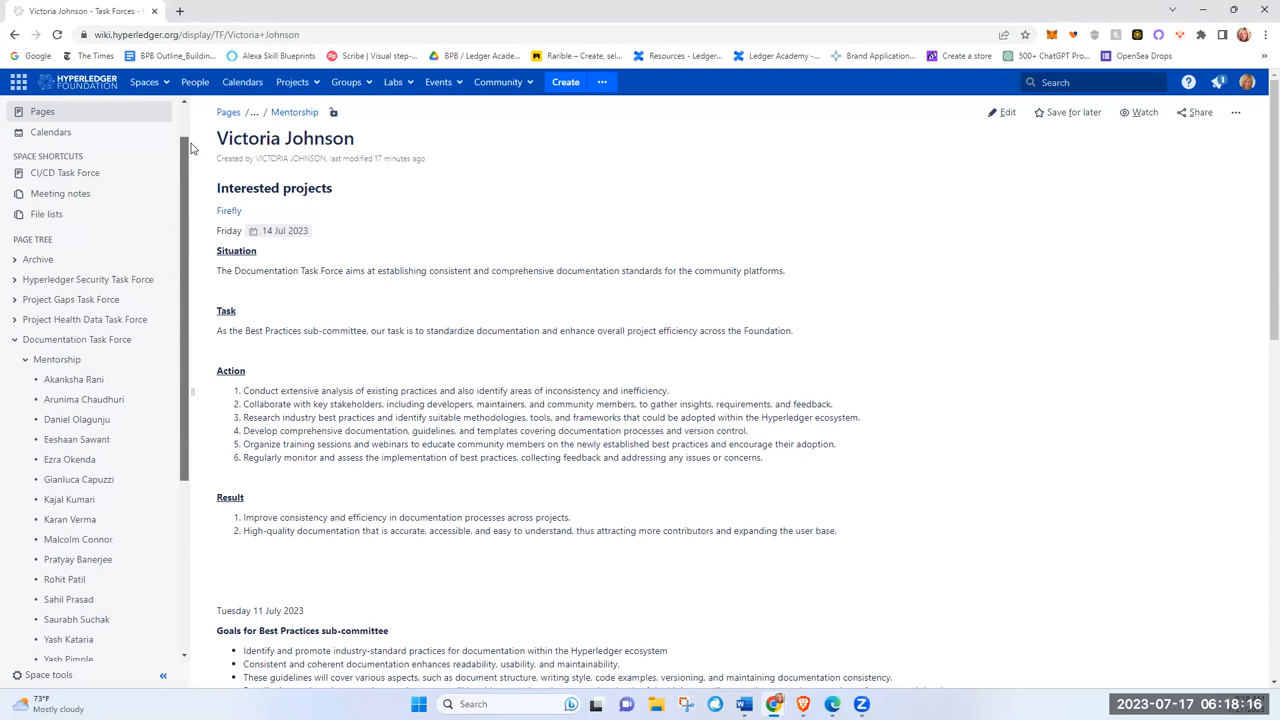 Victoria Johnson - Task Forces -
wiki.hyperledger.org/display/TF/Victoria+Johnson
Google
The Times
BPB Outline_Building...
Alexa Skill Blueprints
Scribe | Visual step-...
BPB / Ledger Acade...
Rarible — Create, sel...
Resources - Ledger...
Ledger Academy -...
Brand Application...
Create a store
500+ ChatGPT Pro...
OpenSea Drops
HYPERLEDGER
FOUNDATION
Spaces
People
Calendars
Projects
Groups
Labs
Events
Community
Create
Search
1
Pages
Calendars
SPACE SHORTCUTS
CI/CD Task Force
Meeting notes
File lists
PAGE TREE
Archive
Hyperledger Security Task Force
Project Gaps Task Force
Project Health Data Task Force
Documentation Task Force
Mentorship
Akanksha Rani
Arunima Chaudhuri
Daniel Olagunju
Eeshaan Sawant
Ezra Okenda
Gianluca Capuzzi
Kajal Kumari
Karan Verma
Malcolm Connor
Pratyay Banerjee
Rohit Patil
Sahil Prasad
Saurabh Suchak
Yash Kataria
Yash Pimple
Space tools
Pages /... / Mentorship
Edit
Save for later
Watch
Share
Victoria Johnson
Created by VICTORIA JOHNSON, last modified 17 minutes ago
Interested projects
Firefly
Friday 14 Jul 2023
Situation
The Documentation Task Force aims at establishing consistent and comprehensive documentation standards for the community platforms.
Task
As the Best Practices sub-committee, our task is to standardize documentation and enhance overall project efficiency across the Foundation.
Action
1. Conduct extensive analysis of existing practices and also identify areas of inconsistency and inefficiency.
2. Collaborate with key stakeholders, including developers, maintainers, and community members, to gather insights, requirements, and feedback.
3. Research industry best practices and identify suitable methodologies, tools, and frameworks that could be adopted within the Hyperledger ecosystem.
4. Develop comprehensive documentation, guidelines, and templates covering documentation processes and version control.
5. Organize training sessions and webinars to educate community members on the newly established best practices and encourage their adoption.
6. Regularly monitor and assess the implementation of best practices, collecting feedback and addressing any issues or concerns.
Result
1. Improve consistency and efficiency in documentation processes across projects.
2. High-quality documentation that is accurate, accessible, and easy to understand, thus attracting more contributors and expanding the user base.
Tuesday 11 July 2023
Goals for Best Practices sub-committee
Identify and promote industry-standard practices for documentation within the Hyperledger ecosystem
Consistent and coherent documentation enhances readability, usability, and maintainability.
These guidelines will cover various aspects, such as document structure, writing style, code examples, versioning, and maintaining documentation consistency.
73°F
Mostly cloudy
Search
2023-07-17 06:18:16